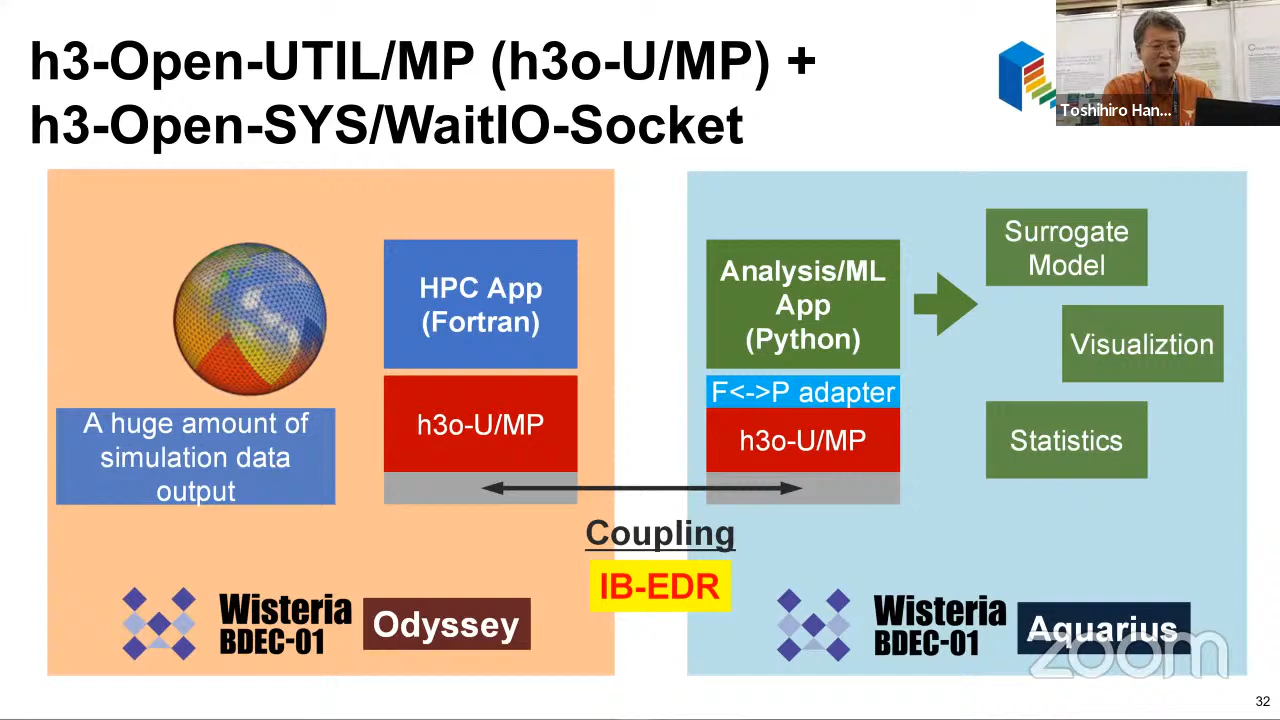 h3-Open-UTIL/MP (h3o-U/MP) +
h3-Open-SYS/WaitIO-Socket
Toshihiro Han...
A huge amount of
simulation data
output
HPC App
(Fortran)
h3o-U/MP
Analysis/ML
App
(Python)
F<->P adapter
h3o-U/MP
Surrogate
Model
Visualiztion
Statistics
Coupling
IB-EDR
Wisteria
BDEC-01
Odyssey
Wisteria
BDEC-01
Aquarius
zoom
32